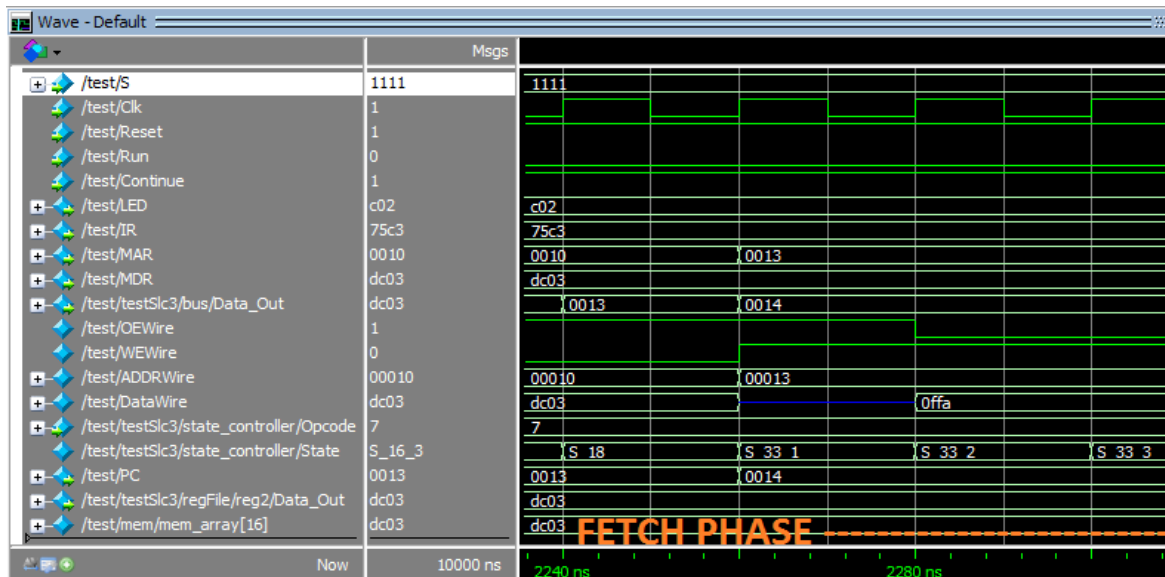 Wave - Default
Msgs
/test/S 1111 1111
/test/Clk 1
/test/Reset 1
/test/Run 0
/test/Continue 1
/test/LED c02 c02
/test/IR 75c3 75c3
/test/MAR 0010 0010 0013
/test/MDR dc03 dc03
/test/testSlc3/bus/Data_Out dc03 0013 0014
/test/OEWire 1
/test/WEWire 0
/test/ADDRWire 00010 00010 00013
/test/DataWire dc03 dc03 0ffa
/test/testSlc3/state_controller/Opcode 7 7
/test/testSlc3/state_controller/State S_16_3 S_18 S_33_1 S_33_2 S_33_3
/test/PC 0013 0013 0014
/test/testSlc3/regFile/reg2/Data_Out dc03 dc03
/test/mem/mem_array[16] dc03 dc03 FETCH PHASE
Now 10000 ns 2240 ns 2280 ns